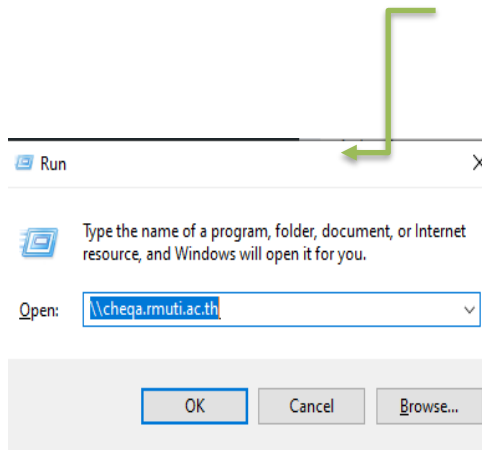 Run
Type the name of a program, folder, document, or Internet
resource, and Windows will open it for you.
Open: \\cheqa.rmuti.ac.th
OK Cancel Browse...